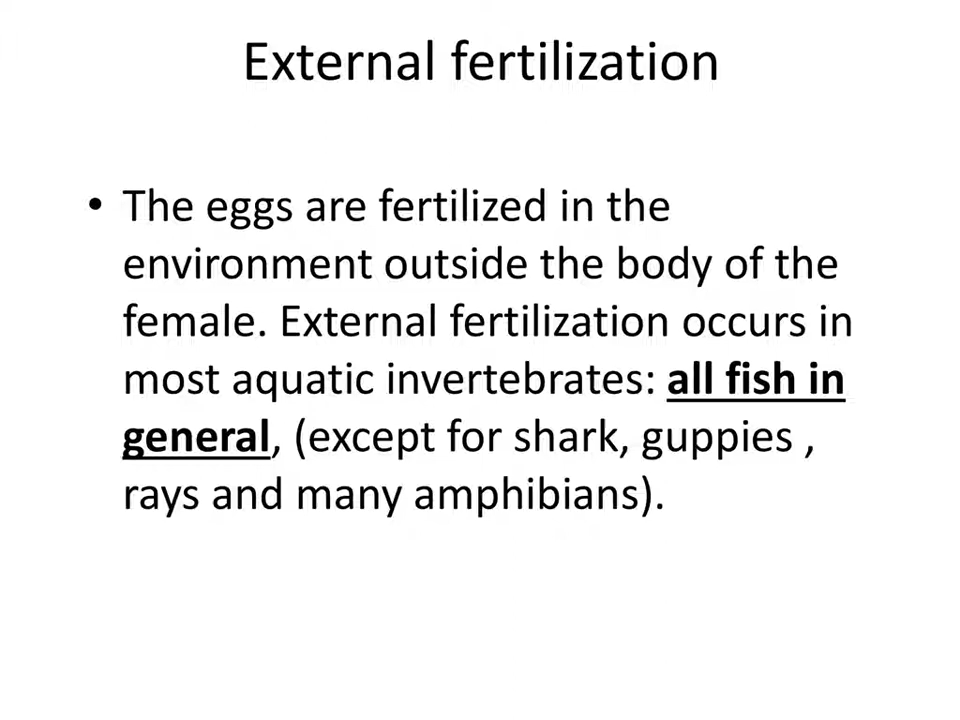 External fertilization
• The eggs are fertilized in the
environment outside the body of the
female. External fertilization occurs in
most aquatic invertebrates: all fish in
general, (except for shark, guppies ,
rays and many amphibians).